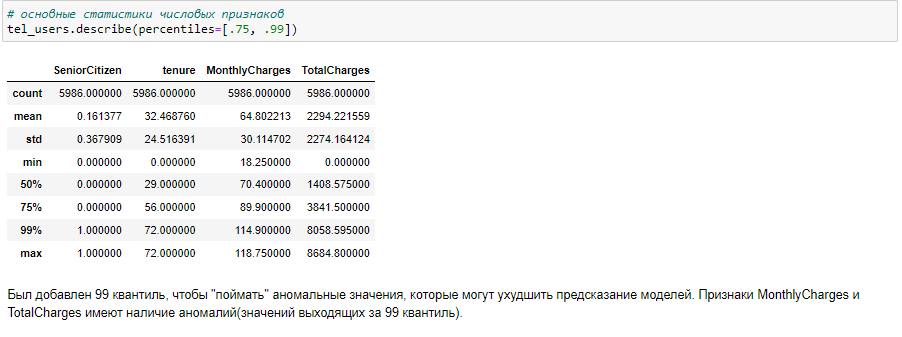 # основные статистики числовых признаков
tel_users.describe(percentiles=[.75, .99])
SeniorCitizen tenure MonthlyCharges TotalCharges
count 5986.000000 5986.000000 5986.000000 5986.000000
mean 0.161377 32.468760 64.802213 2294.221559
std 0.367909 24.516391 30.114702 2274.164124
min 0.000000 0.000000 18.250000 0.000000
50% 0.000000 29.000000 70.400000 1408.575000
75% 0.000000 56.000000 89.900000 3841.500000
99% 1.000000 72.000000 114.900000 8058.595000
max 1.000000 72.000000 118.750000 8684.800000
Был добавлен 99 квантиль, чтобы "поймать" аномальные значения, которые могут ухудшить предсказание моделей. Признаки MonthlyCharges и
TotalCharges имеют наличие аномалий(значений выходящих за 99 квантиль).